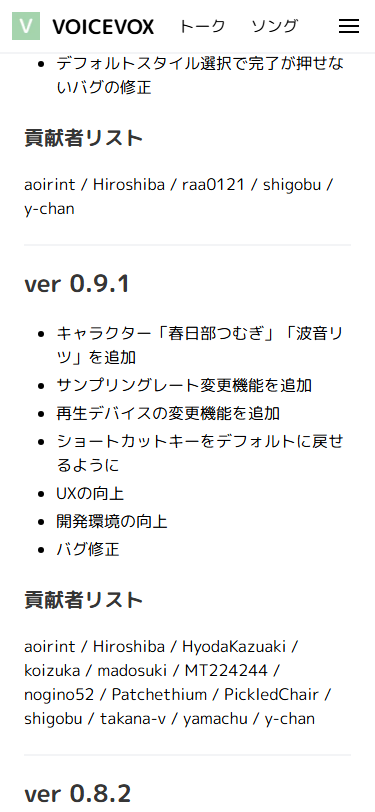 V VOICEVOX トーク ソング
デフォルトスタイル選択で完了が押せな
いバグの修正
貢献者リスト
aoirint / Hiroshiba / raa0121 / shigobu /
y-chan
ver 0.9.1
キャラクター「春日部つむぎ」「波音リ
ツ」を追加
サンプリングレート変更機能を追加
再生デバイスの変更機能を追加
ショートカットキーをデフォルトに戻せ
るように
UXの向上
開発環境の向上
バグ修正
貢献者リスト
aoirint / Hiroshiba / HyodaKazuaki /
koizuka / madosuki / MT224244 /
nogino52 / Patchethium / PickledChair /
shigobu / takana-v / yamachu / y-chan
ver 0.8.2